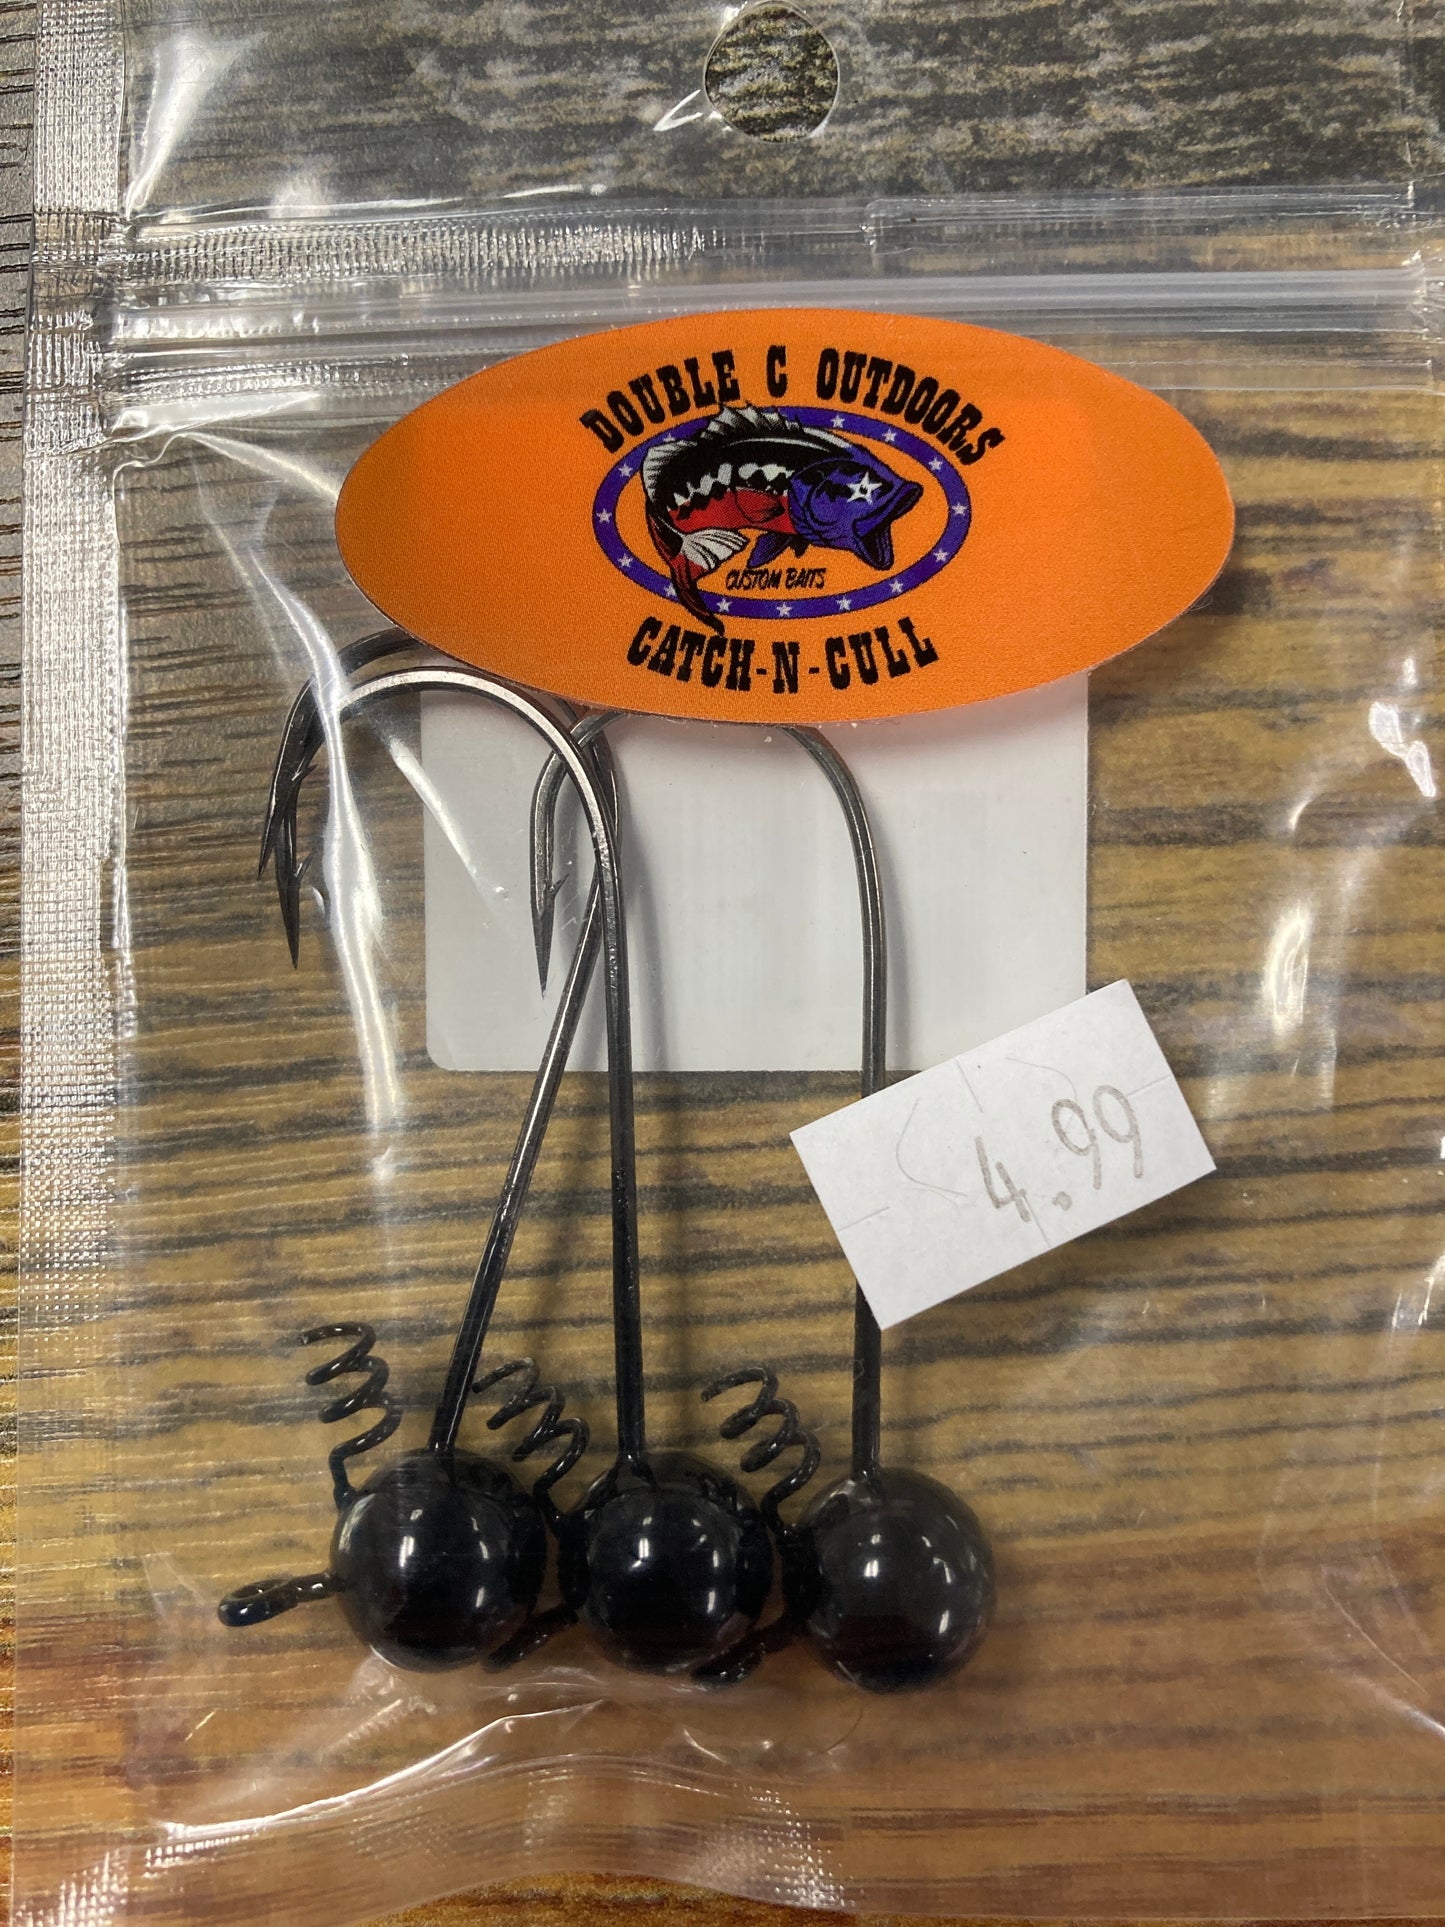 DOUBLE C OUTDOORS
CUSTOM BAITS
CATCH-N-CULL
4.99